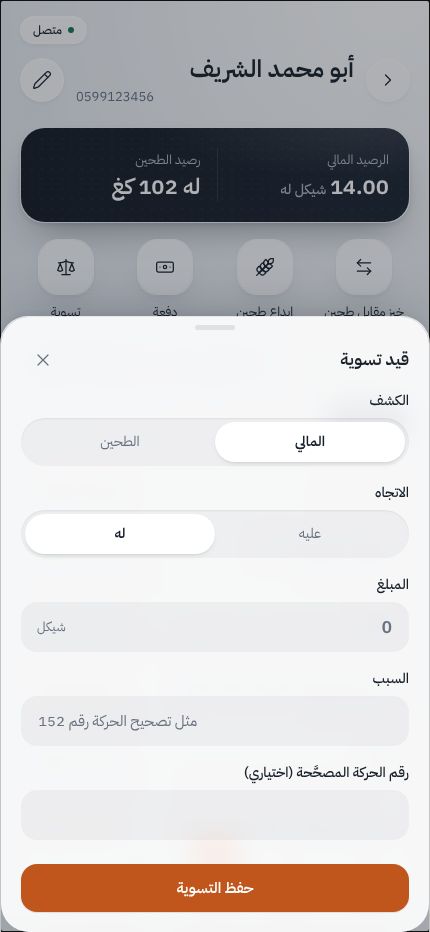 متصل
أبو محمد الشريف
0599123456
الرصيد المالي
14.00 شيكل له
رصيد الطحين
له 102 كغ
خبز مقابل طحين
إيداع طحين
دفعة
تسوية
قيد تسوية
الكشف
المالي
الطحين
الاتجاه
عليه
له
المبلغ
0
شيكل
السبب
مثل تصحيح الحركة رقم 152
رقم الحركة المصحَّحة (اختياري)
حفظ التسوية